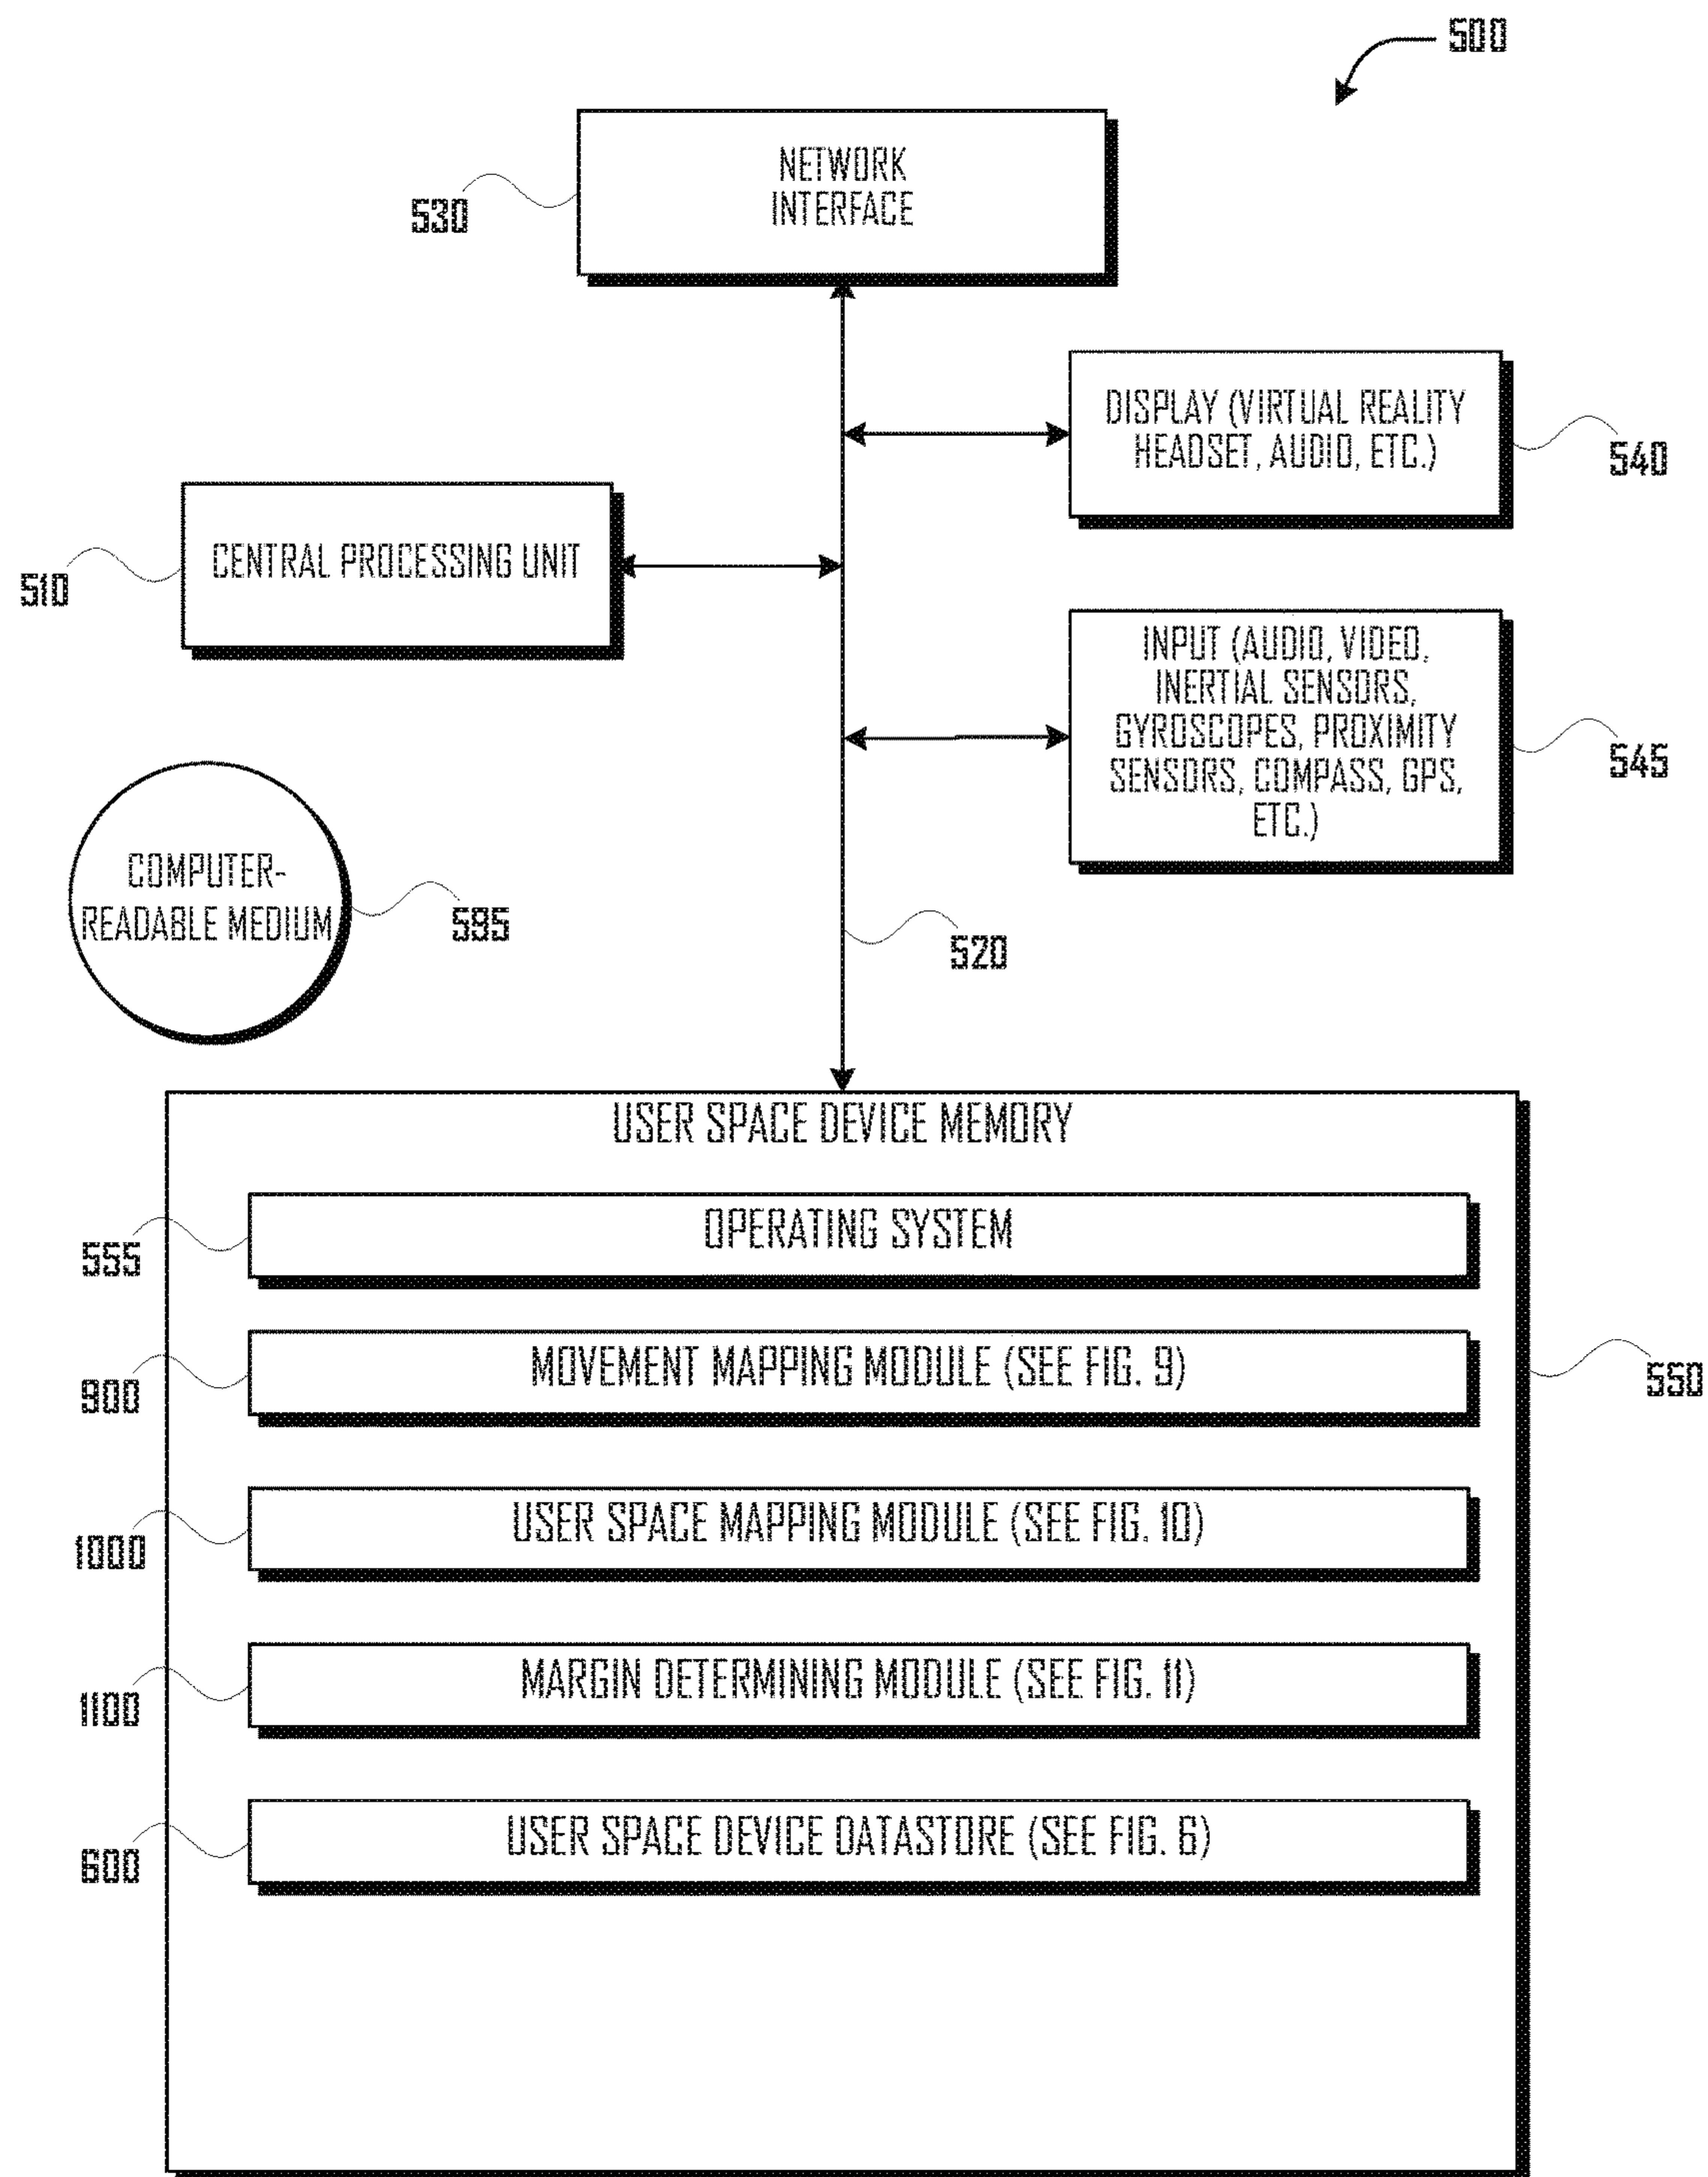 500
NETWORK
INTERFACE
530
DISPLAY (VIRTUAL REALITY
HEADSET, AUDIO, ETC.)
540
CENTRAL PROCESSING UNIT
510
INPUT (AUDIO, VIDEO,
INERTIAL SENSORS,
GYROSCOPES, PROXIMITY
SENSORS, COMPASS, GPS,
ETC.)
545
COMPUTER-
READABLE MEDIUM
595
520
USER SPACE DEVICE MEMORY
OPERATING SYSTEM
555
MOVEMENT MAPPING MODULE (SEE FIG. 9)
900
550
USER SPACE MAPPING MODULE (SEE FIG. 10)
1000
MARGIN DETERMINING MODULE (SEE FIG. 11)
1100
USER SPACE DEVICE DATASTORE (SEE FIG. 6)
600